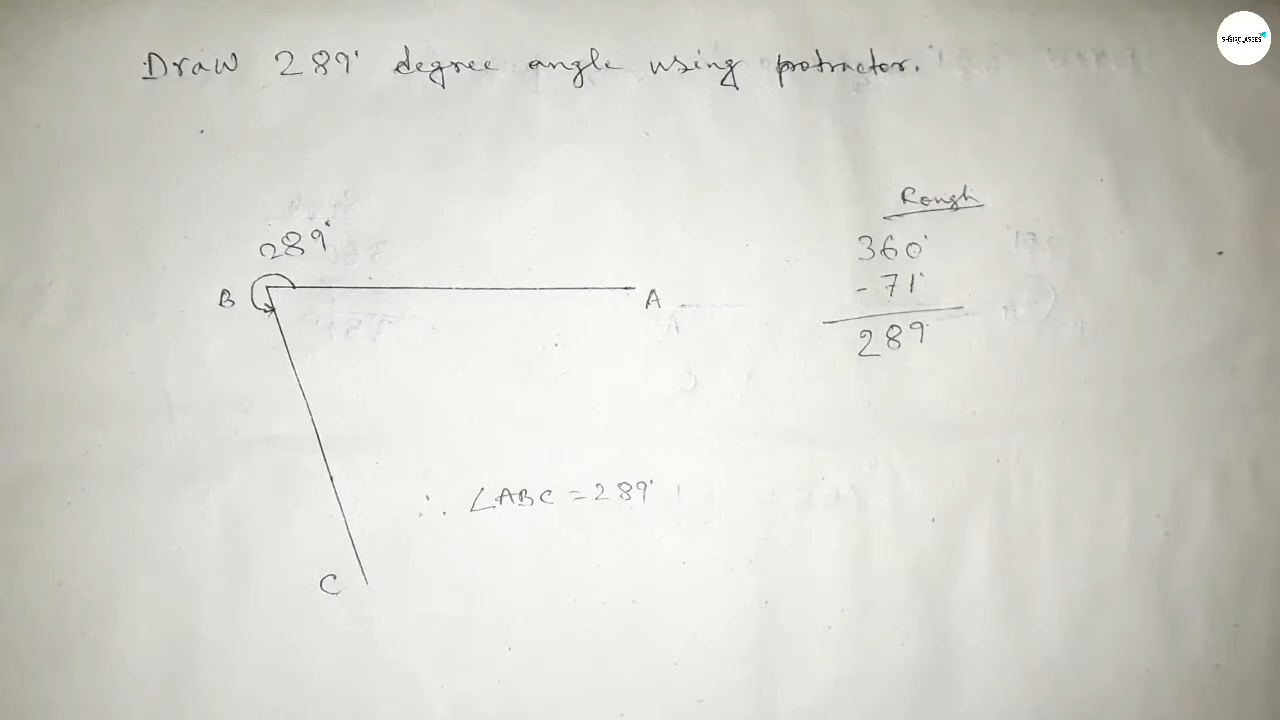 Draw 289° degree angle using protractor.
Rough
360°
- 71°
289°
289°
B
A
C
∴ ∠ABC = 289°